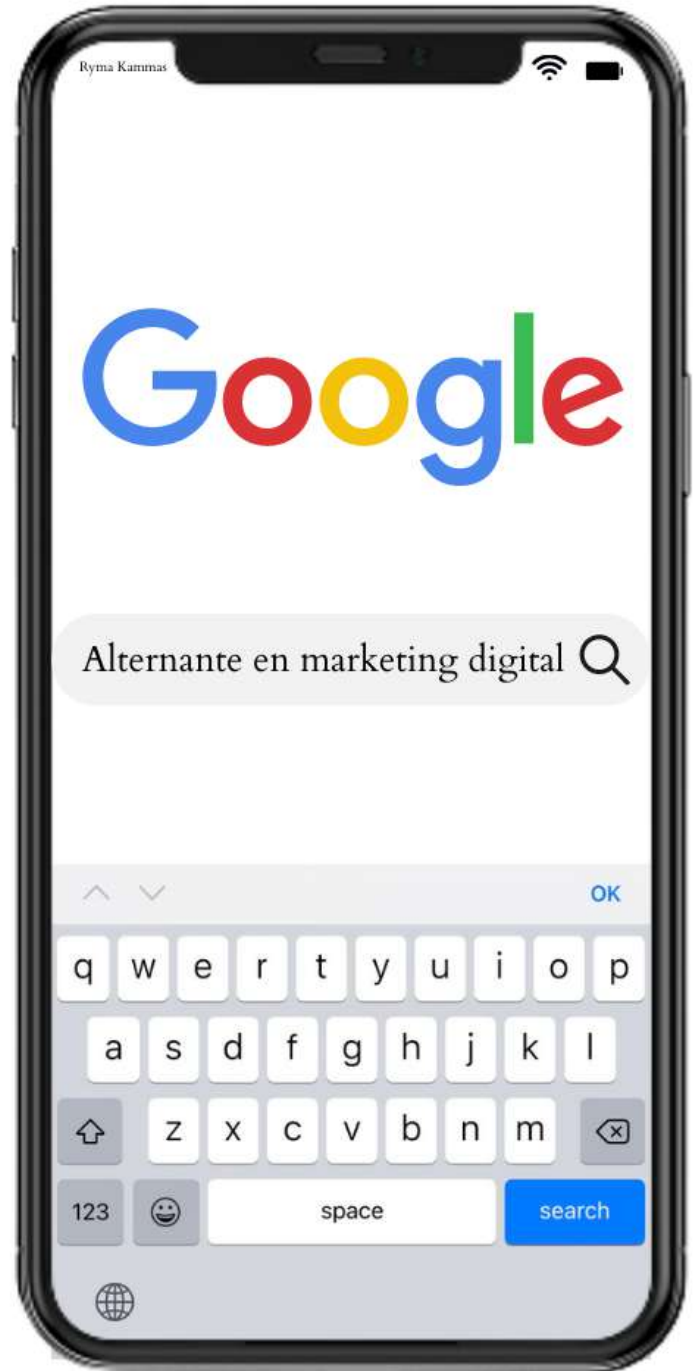 Ryma Kammas
Google
Alternante en marketing digital
OK
q w e r t y u i o p
a s d f g h j k l
z x c v b n m
123 space search